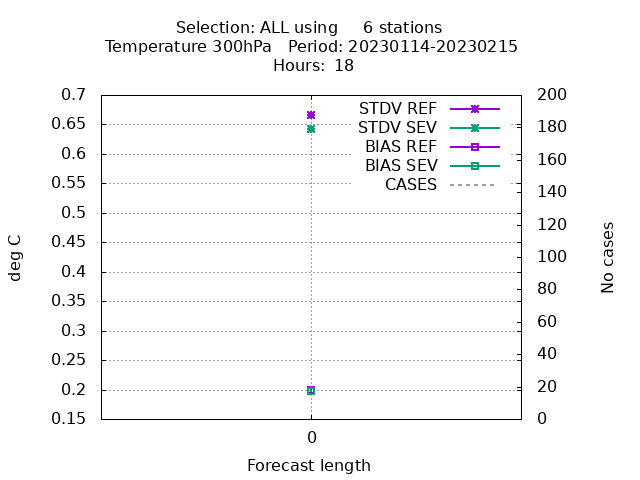 Selection: ALL using     6 stations
Temperature 300hPa   Period: 20230114-20230215
Hours: 18
0.7
0.65
0.6
0.55
0.5
0.45
0.4
0.35
0.3
0.25
0.2
0.15
deg C
STDV REF
STDV SEV
BIAS REF
BIAS SEV
CASES
200
180
160
140
120
100
80
60
40
20
0
No cases
0
Forecast length